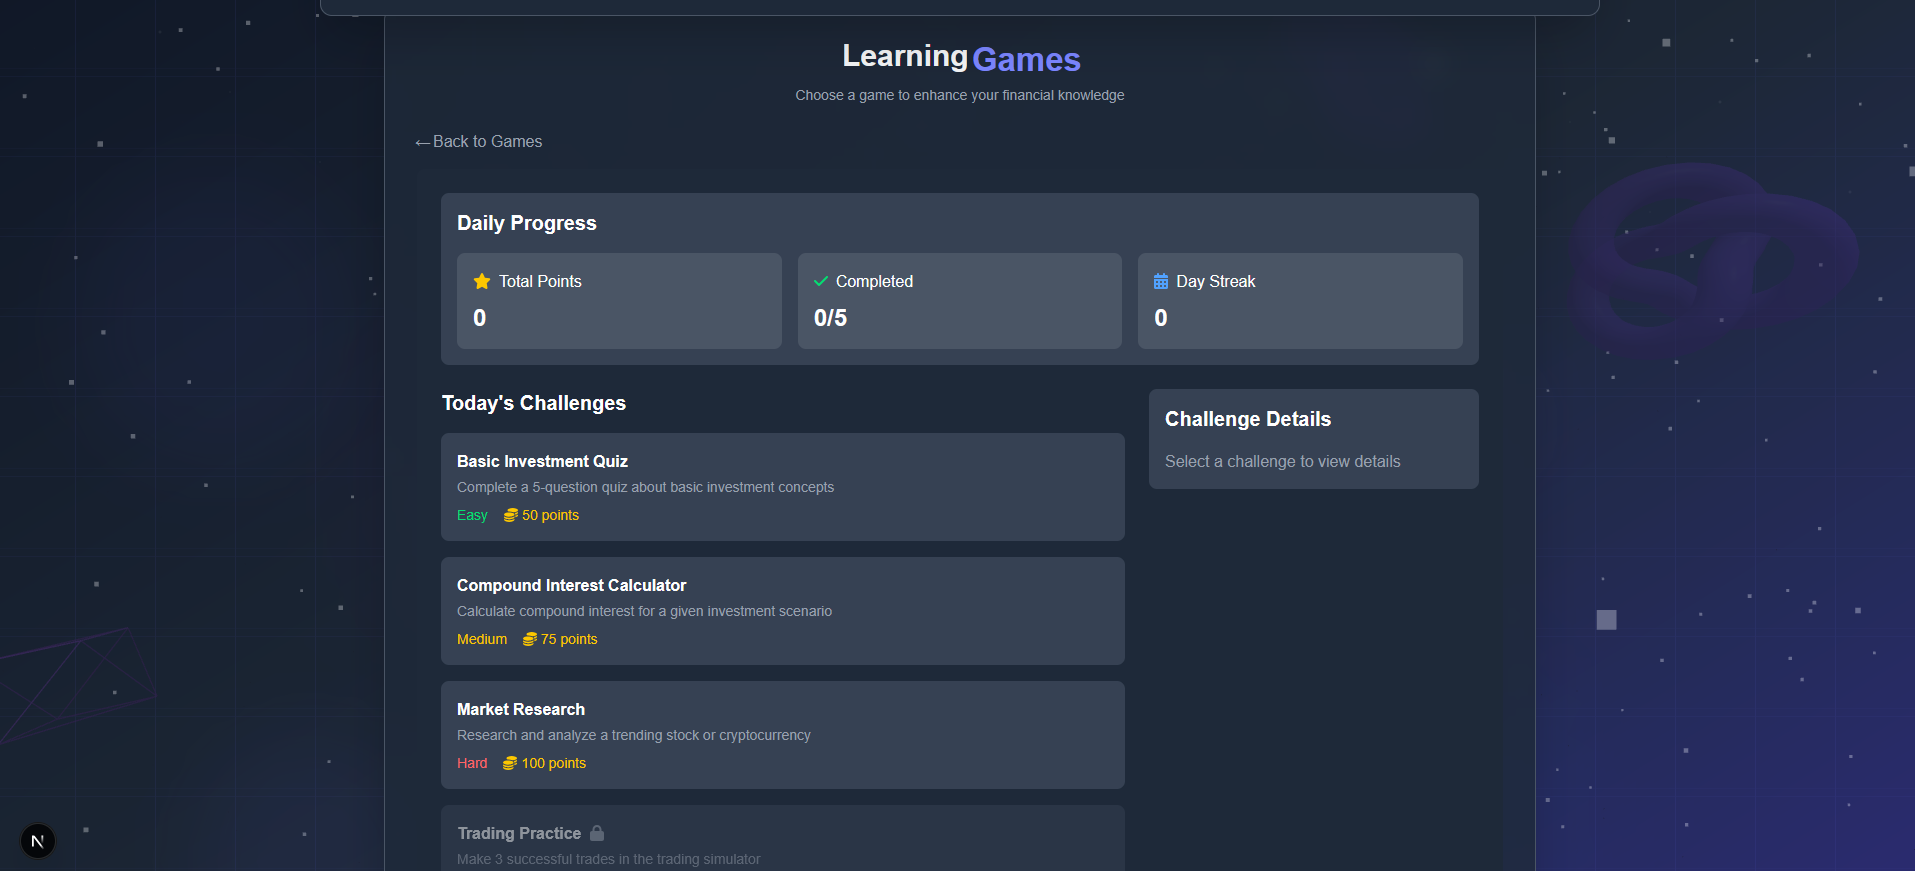 Learning Games
Choose a game to enhance your financial knowledge
←Back to Games
Daily Progress
Total Points
0
Completed
0/5
Day Streak
0
Today's Challenges
Basic Investment Quiz
Complete a 5-question quiz about basic investment concepts
Easy 50 points
Compound Interest Calculator
Calculate compound interest for a given investment scenario
Medium 75 points
Market Research
Research and analyze a trending stock or cryptocurrency
Hard 100 points
Trading Practice
Make 3 successful trades in the trading simulator
Challenge Details
Select a challenge to view details
N